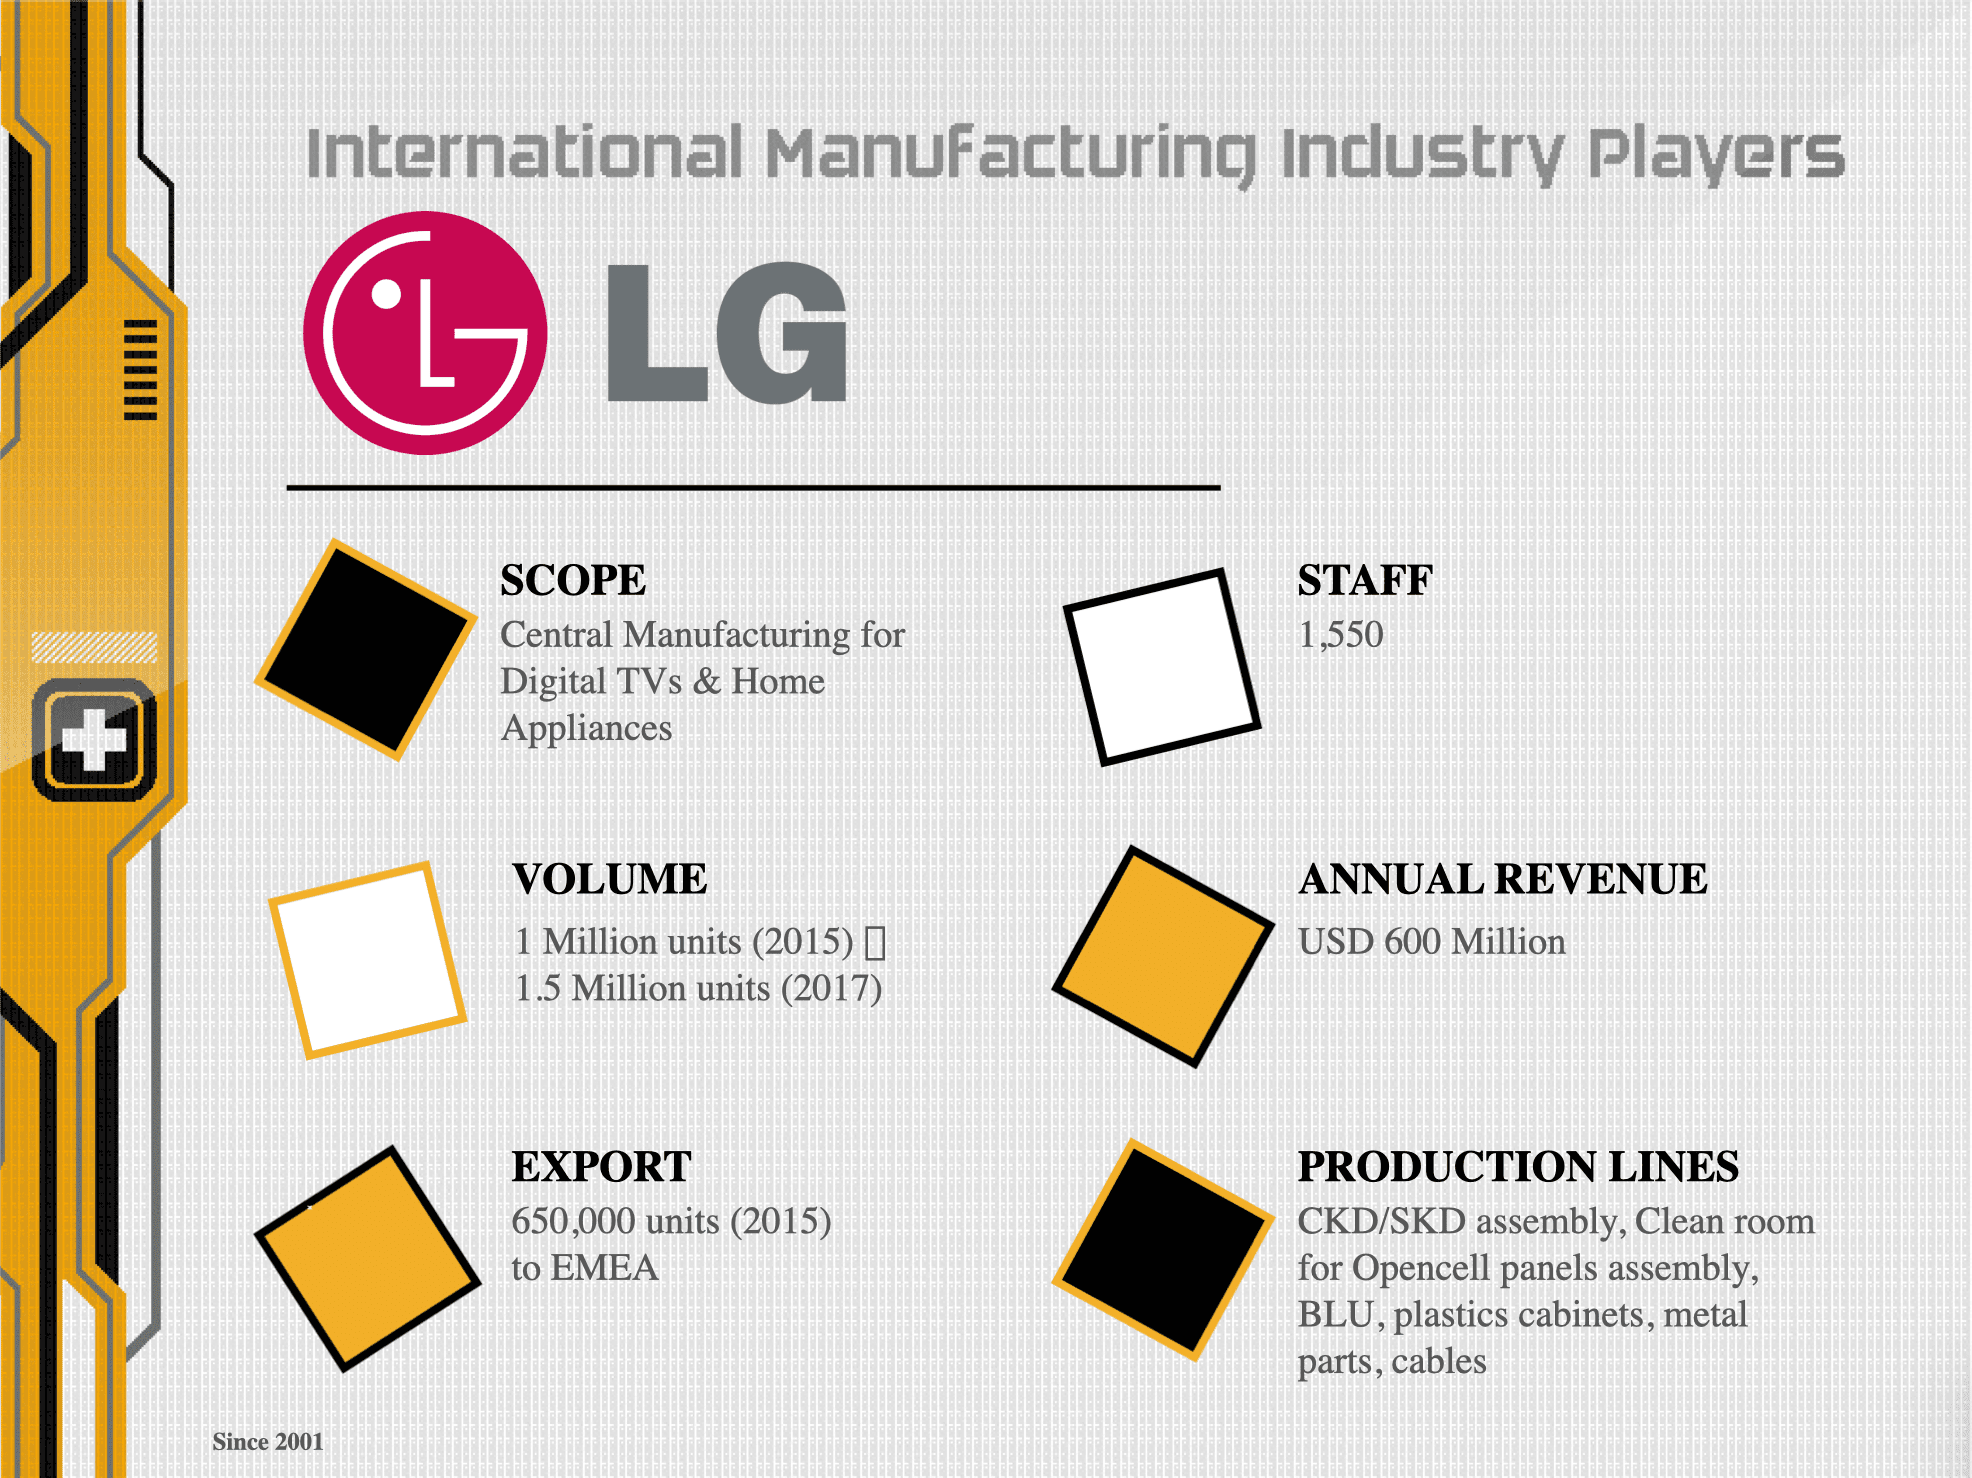 International Manufacturing Industry Players
LG
LG
SCOPE
Central Manufacturing for
Digital TVs & Home
Appliances
STAFF
1,550
VOLUME
1 Million units (2015) 
1.5 Million units (2017)
ANNUAL REVENUE
USD 600 Million
EXPORT
650,000 units (2015)
to EMEA
PRODUCTION LINES
CKD/SKD assembly, Clean room
for Opencell panels assembly,
BLU, plastics cabinets, metal
parts, cables
Since 2001